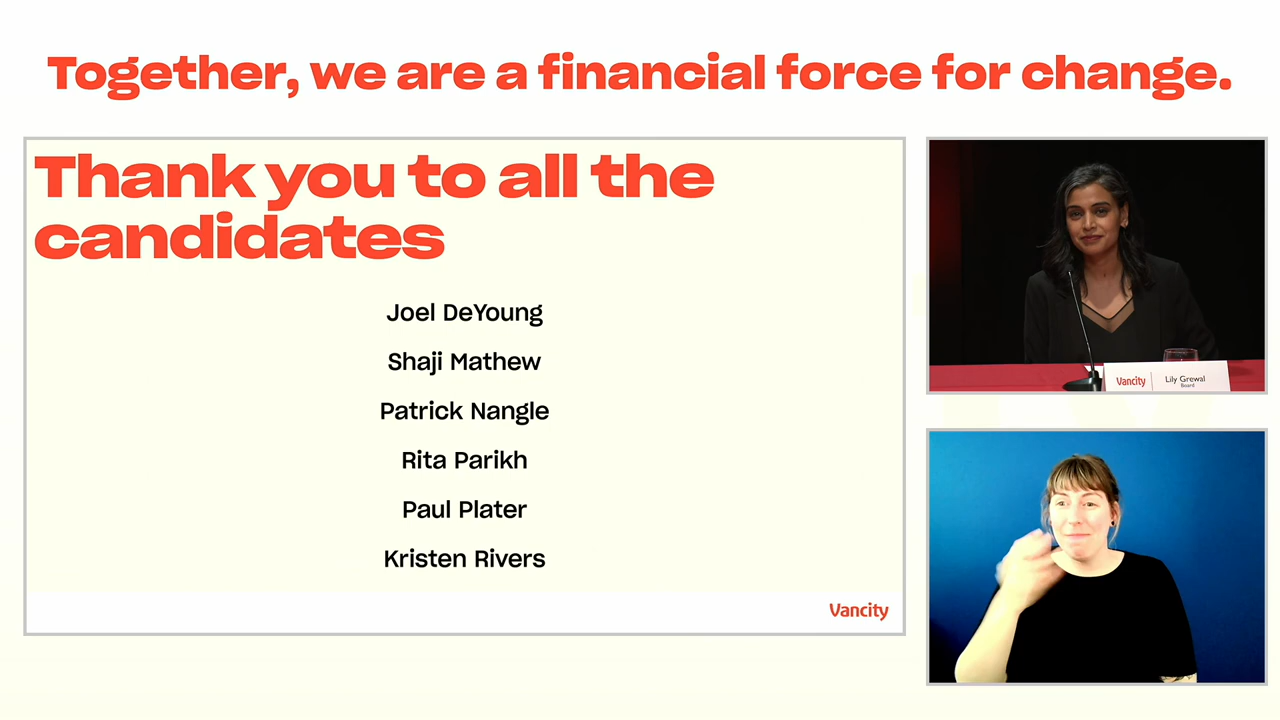 Together, we are a financial force for change.
Thank you to all the
candidates
Joel DeYoung
Shaji Mathew
Patrick Nangle
Rita Parikh
Paul Plater
Kristen Rivers
Vancity
Vancity
Lily Grewal
Board